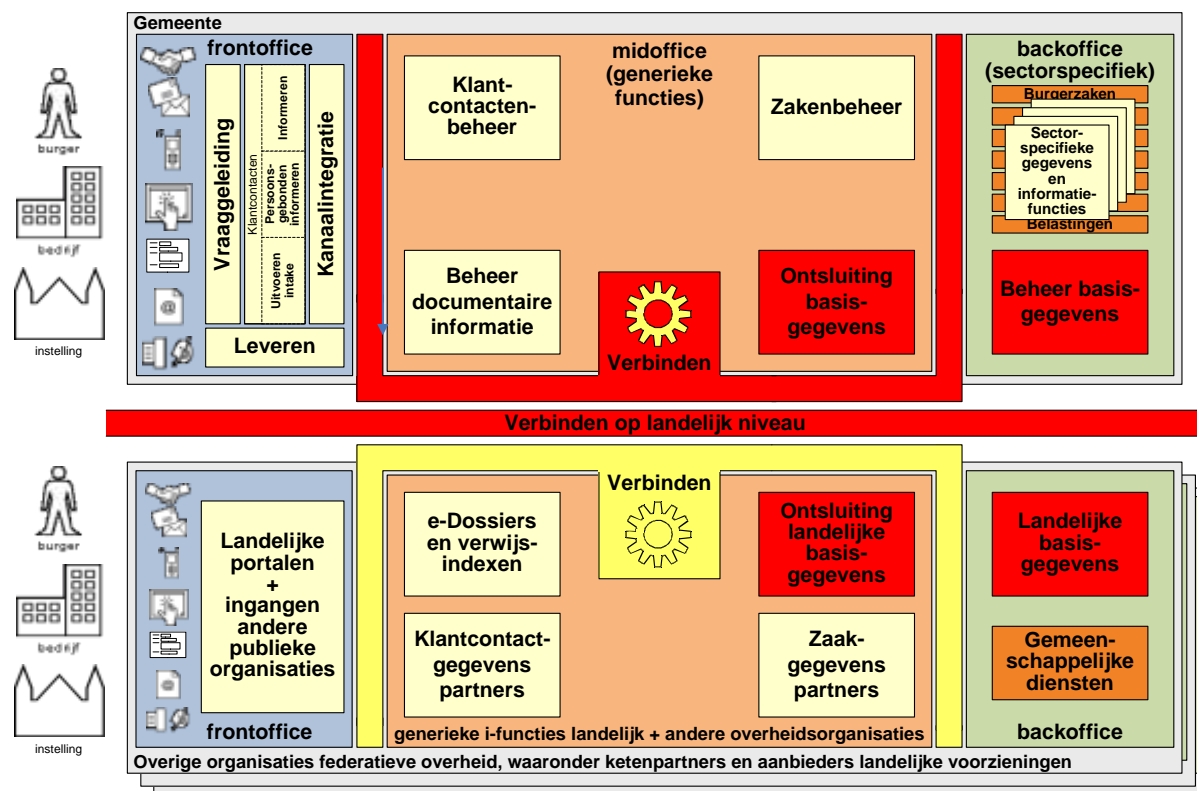 Gemeente
frontoffice
burger
bedrijf
instelling
Vraaggeleiding
Klantcontacten
Informeren
Persoons-
gebonden
informeren
Uitvoeren
intake
Kanaalintegratie
Leveren
midoffice
(generieke
functies)
Klant-
contacten-
beheer
Zakenbeheer
Beheer
documentaire
informatie
Verbinden
Ontsluiting
basis-
gegevens
backoffice
(sectorspecifiek)
Burgerzaken
Sector-
specifieke
gegevens
en
informatie-
functies
Belastingen
Beheer basis-
gegevens
Verbinden op landelijk niveau
burger
bedrijf
instelling
Landelijke
portalen
+
ingangen
andere
publieke
organisaties
frontoffice
e-Dossiers
en verwijs-
indexen
Verbinden
Ontsluiting
landelijke
basis-
gegevens
Klantcontact-
gegevens
partners
Zaak-
gegevens
partners
generieke i-functies landelijk + andere overheidsorganisaties
Landelijke
basis-
gegevens
Gemeen-
schappelijke
diensten
backoffice
Overige organisaties federatieve overheid, waaronder ketenpartners en aanbieders landelijke voorzieningen